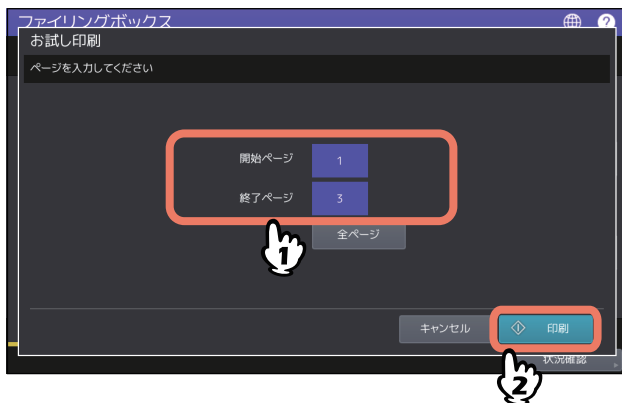 ファイリングボックス
?
お試し印刷
ページを入力してください
開始ページ 1
終了ページ 3
全ページ
1
キャンセル
印刷
状況確認
2